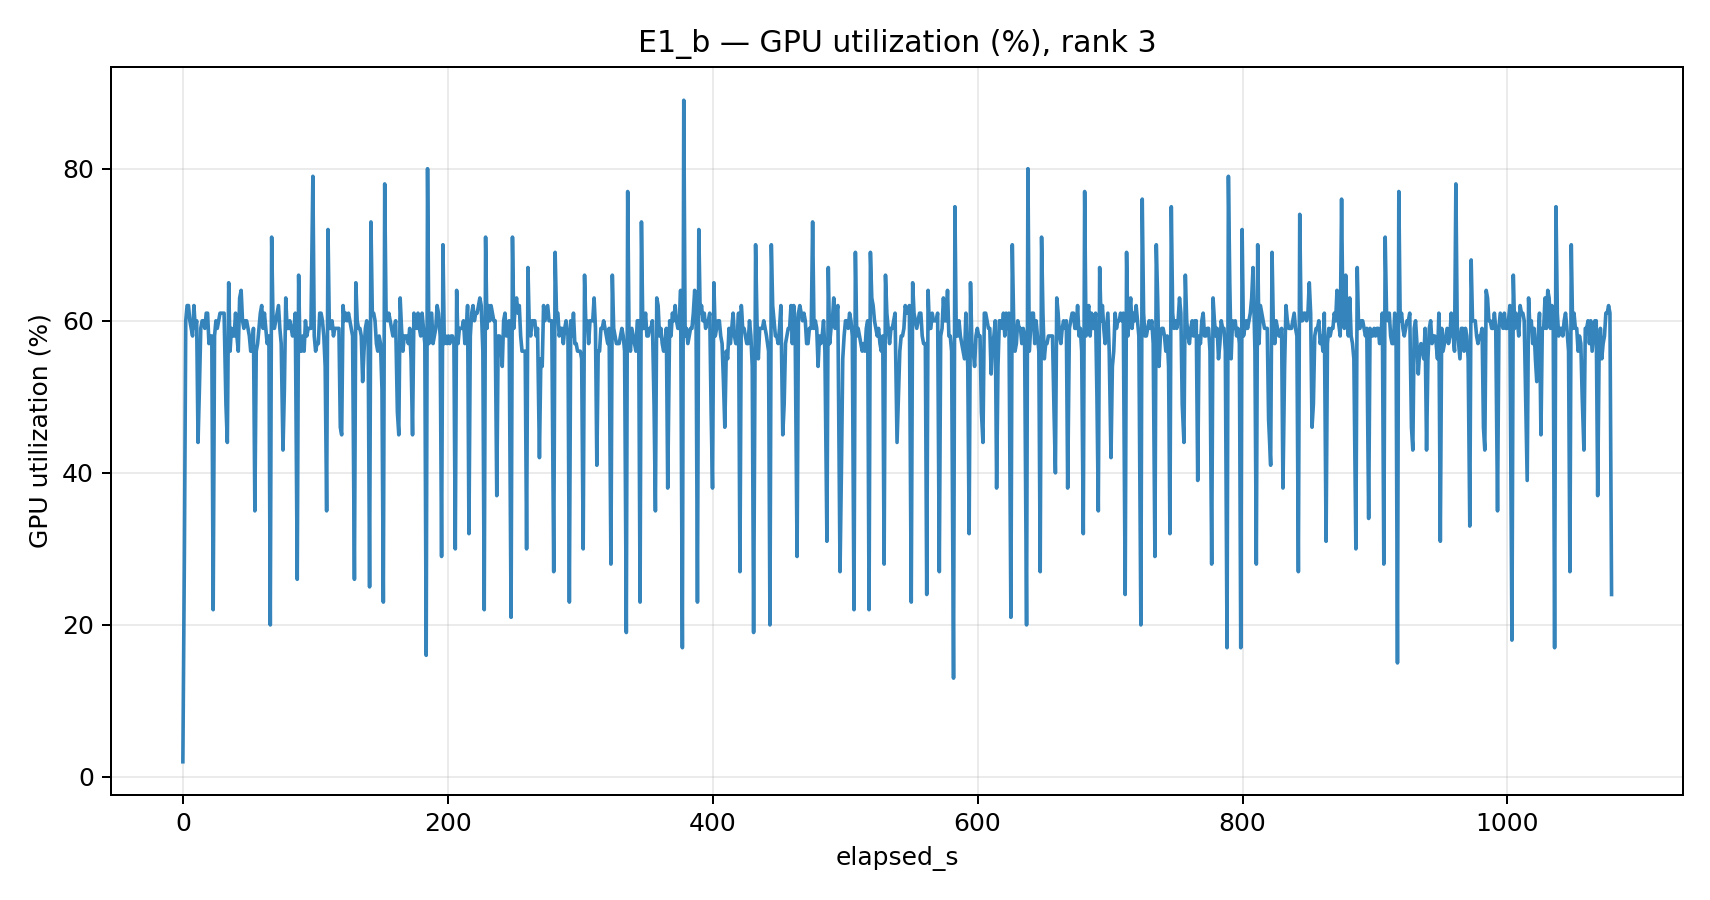 E1_b — GPU utilization (%), rank 3
GPU utilization (%)
80
60
40
20
0
0 200 400 600 800 1000
elapsed_s